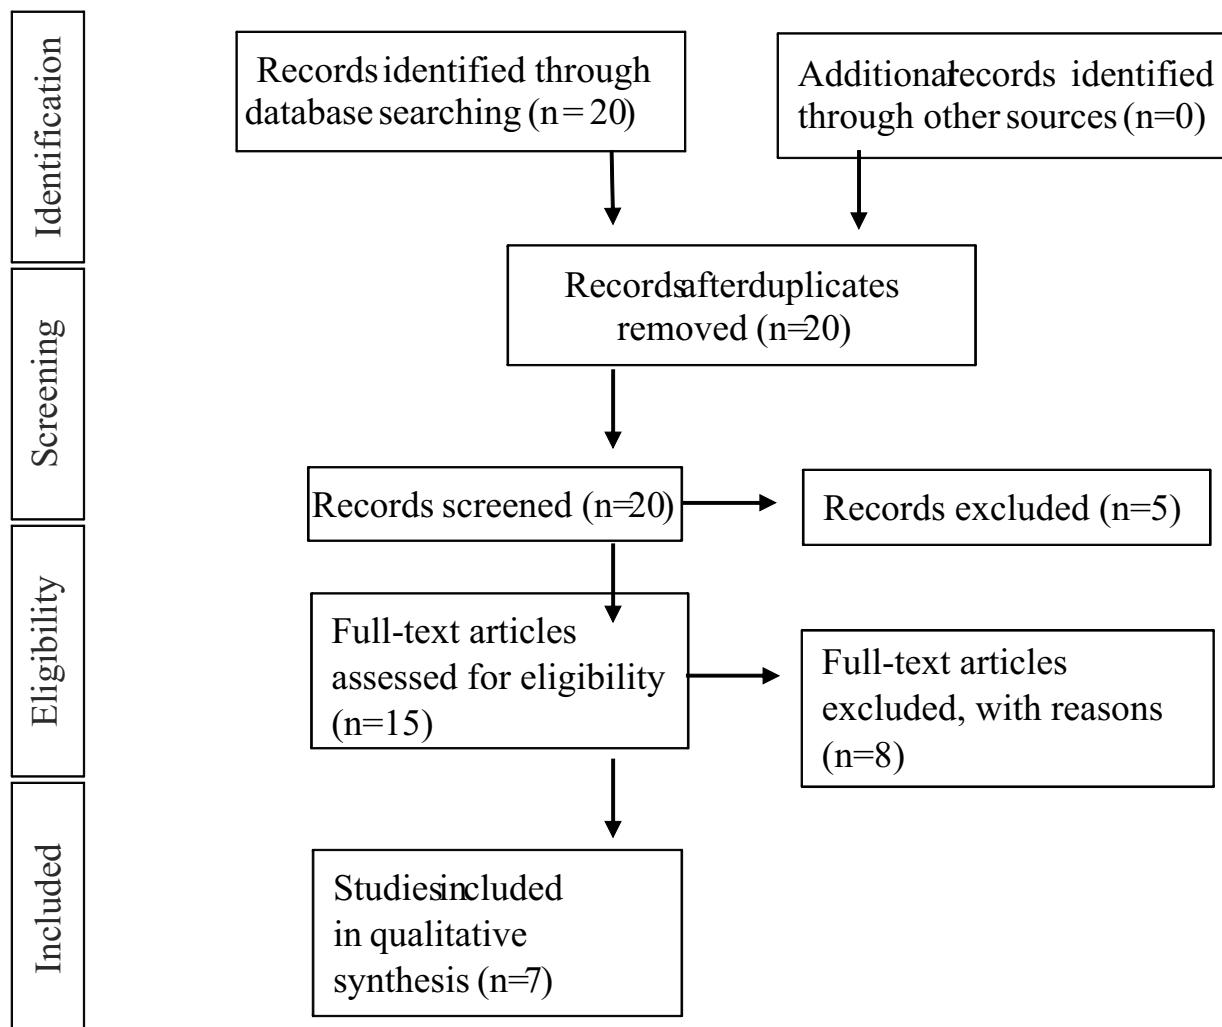 Identification
Records identified through
database searching (n = 20)
Additional records identified
through other sources (n=0)
Records after duplicates
removed (n=20)
Screening
Records screened (n=20)
Records excluded (n=5)
Eligibility
Full-text articles
assessed for eligibility
(n=15)
Full-text articles
excluded, with reasons
(n=8)
Included
Studies included
in qualitative
synthesis (n=7)